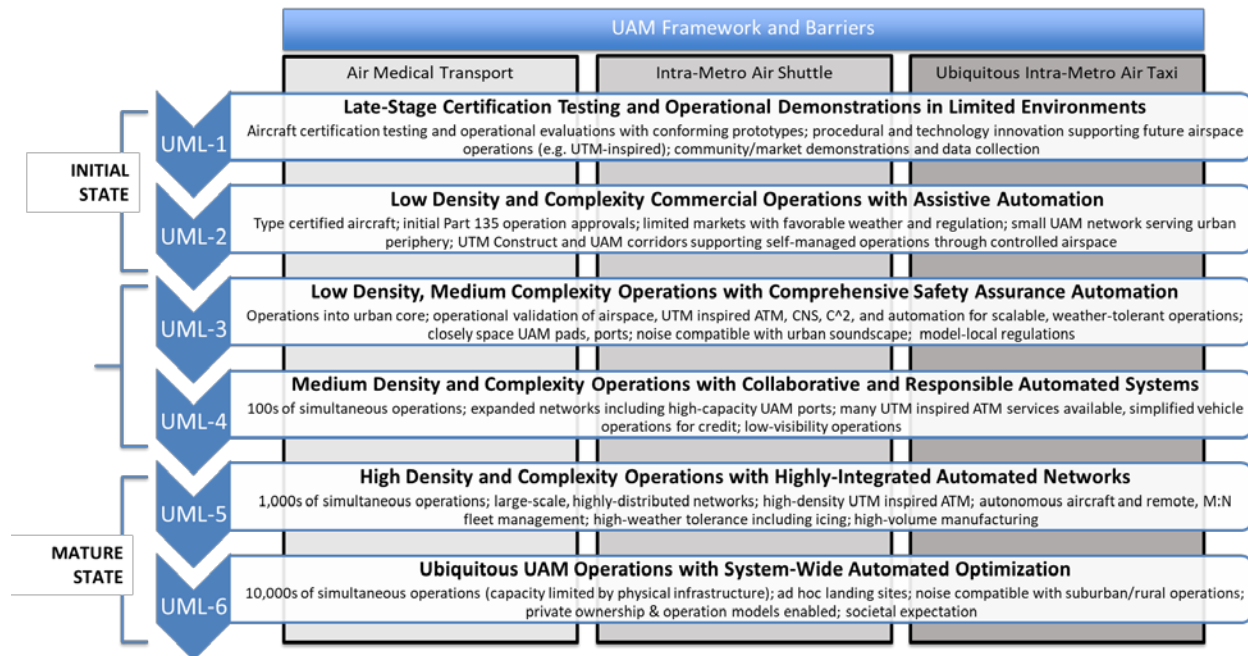 UAM Framework and Barriers
Air Medical Transport
Intra-Metro Air Shuttle
Ubiquitous Intra-Metro Air Taxi
INITIAL
STATE
UML-1
Late-Stage Certification Testing and Operational Demonstrations in Limited Environments
Aircraft certification testing and operational evaluations with conforming prototypes; procedural and technology innovation supporting future airspace
operations (e.g. UTM-inspired); community/market demonstrations and data collection
UML-2
Low Density and Complexity Commercial Operations with Assistive Automation
Type certified aircraft; initial Part 135 operation approvals; limited markets with favorable weather and regulation; small UAM network serving urban
periphery; UTM Construct and UAM corridors supporting self-managed operations through controlled airspace
UML-3
Low Density, Medium Complexity Operations with Comprehensive Safety Assurance Automation
Operations into urban core; operational validation of airspace, UTM inspired ATM, CNS, C^2, and automation for scalable, weather-tolerant operations;
closely space UAM pads, ports; noise compatible with urban soundscape; model-local regulations
UML-4
Medium Density and Complexity Operations with Collaborative and Responsible Automated Systems
100s of simultaneous operations; expanded networks including high-capacity UAM ports; many UTM inspired ATM services available, simplified vehicle
operations for credit; low-visibility operations
MATURE
STATE
UML-5
High Density and Complexity Operations with Highly-Integrated Automated Networks
1,000s of simultaneous operations; large-scale, highly-distributed networks; high-density UTM inspired ATM; autonomous aircraft and remote, M:N
fleet management; high-weather tolerance including icing; high-volume manufacturing
UML-6
Ubiquitous UAM Operations with System-Wide Automated Optimization
10,000s of simultaneous operations (capacity limited by physical infrastructure); ad hoc landing sites; noise compatible with suburban/rural operations;
private ownership & operation models enabled; societal expectation